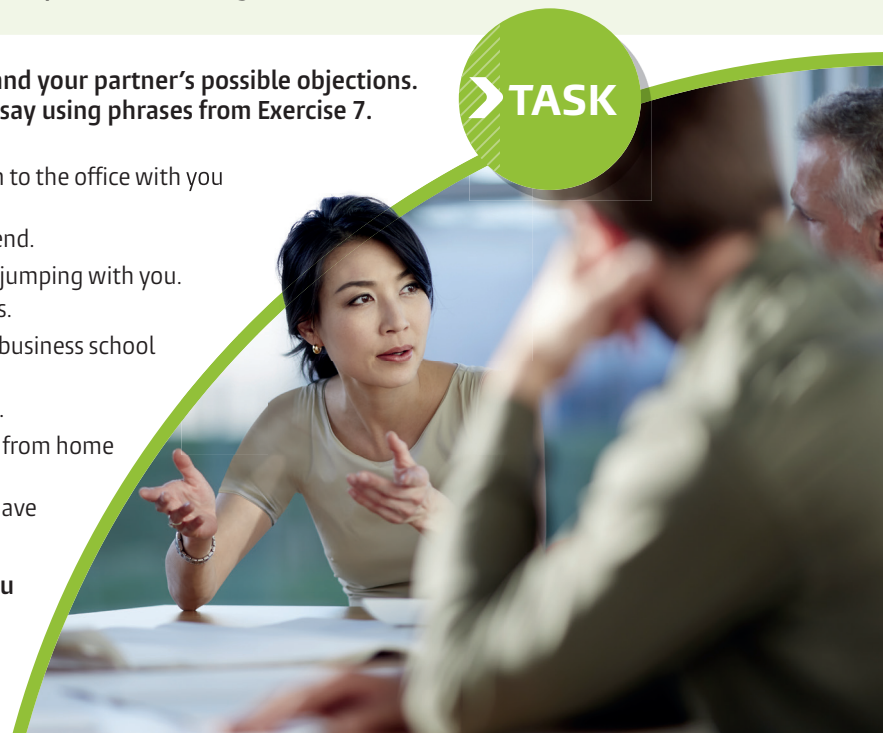 and your partner's possible objections.
say using phrases from Exercise 7.
TASK
to the office with you
end.
jumping with you.
s.
business school
.
from home
ave
u